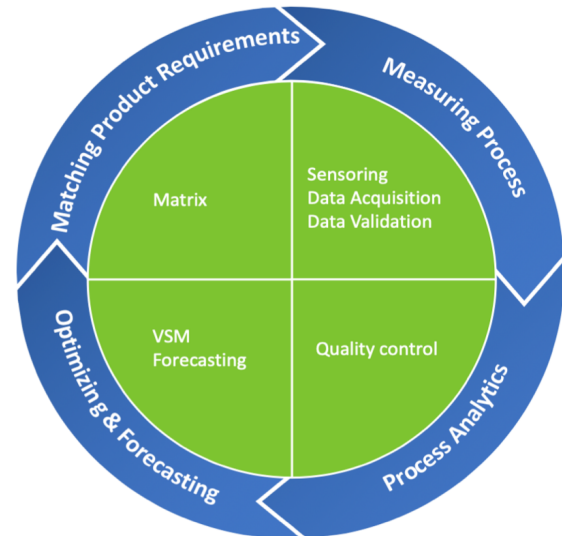 Matching Product Requirements
Measuring Process
Matrix
Sensoring
Data Acquisition
Data Validation
VSM
Forecasting
Quality control
Optimizing & Forecasting
Process Analytics